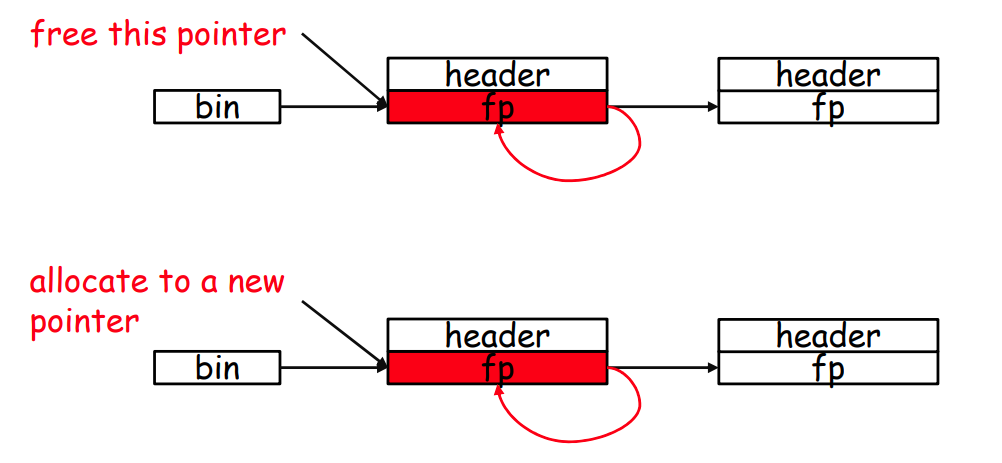 free this pointer
header
header
bin
fp
fp
allocate to a new
pointer
header
header
bin
fp
fp